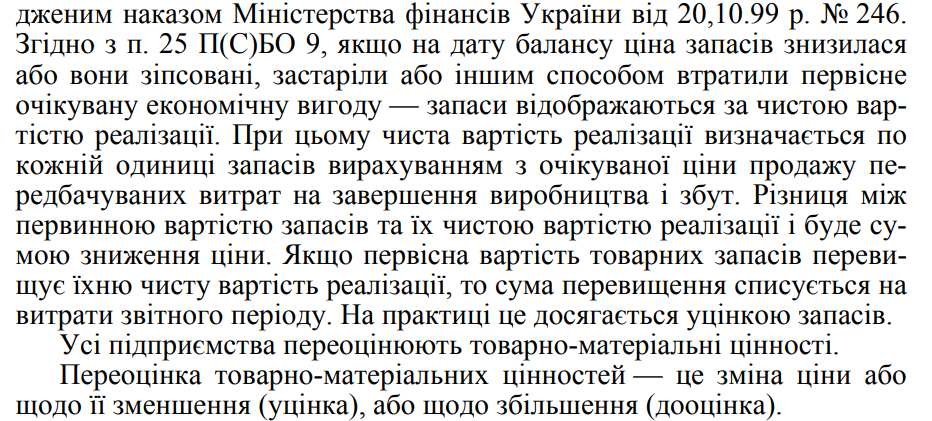 дженим наказом Міністерства фінансів України від 20,10.99 р. № 246.
Згідно з п. 25 П(С)БО 9, якщо на дату балансу ціна запасів знизилася
або вони зіпсовані, застаріли або іншим способом втратили первісне
очікувану економічну вигоду — запаси відображаються за чистою вар-
тістю реалізації. При цьому чиста вартість реалізації визначається по
кожній одиниці запасів вирахуванням з очікуваної ціни продажу пе-
редбачуваних витрат на завершення виробництва і збут. Різниця між
первинною вартістю запасів та їх чистою вартістю реалізації і буде су-
мою зниження ціни. Якщо первісна вартість товарних запасів переви-
щує їхню чисту вартість реалізації, то сума перевищення списується на
витрати звітного періоду. На практиці це досягається уцінкою запасів.
Усі підприємства переоцінюють товарно-матеріальні цінності.
Переоцінка товарно-матеріальних цінностей — це зміна ціни або
щодо її зменшення (уцінка), або щодо збільшення (дооцінка).